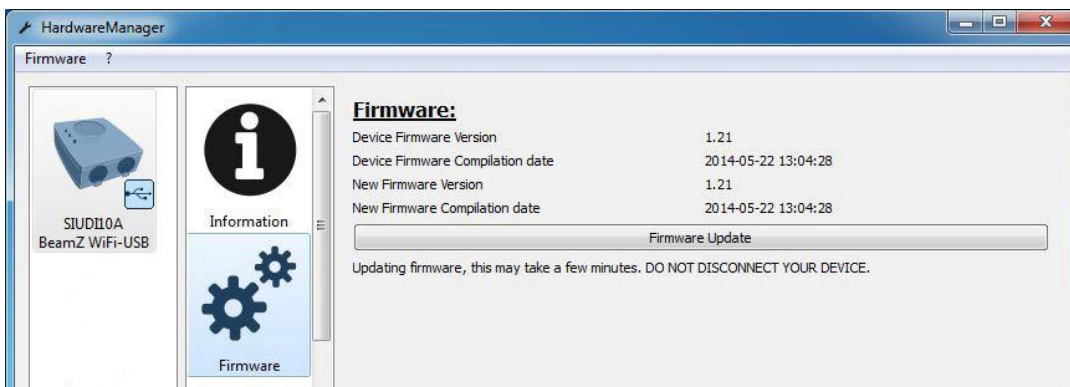 HardwareManager
Firmware ?
SIUDI10A
BeamZ WiFi-USB
Information
Firmware
Firmware:
Device Firmware Version 1.21
Device Firmware Compilation date 2014-05-22 13:04:28
New Firmware Version 1.21
New Firmware Compilation date 2014-05-22 13:04:28
Firmware Update
Updating firmware, this may take a few minutes. DO NOT DISCONNECT YOUR DEVICE.